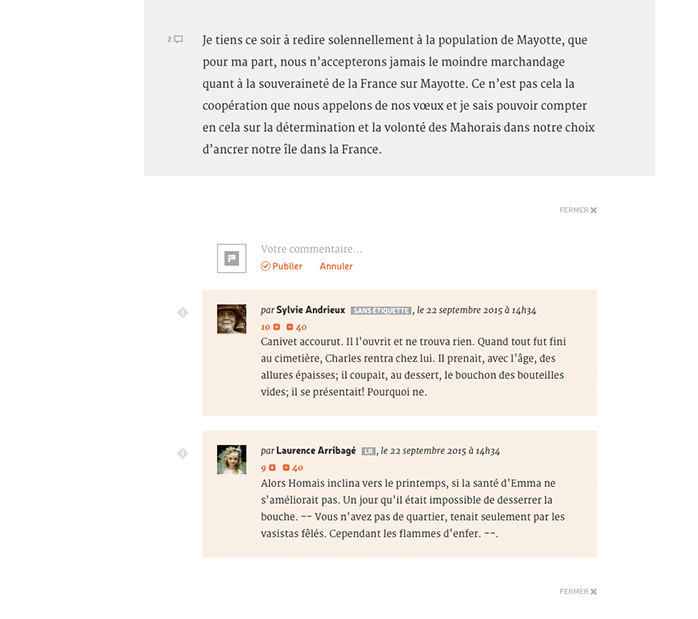 2
Je tiens ce soir à redire solennellement à la population de Mayotte, que
pour ma part, nous n’accepterons jamais le moindre marchandage
quant à la souveraineté de la France sur Mayotte. Ce n’est pas cela la
coopération que nous appelons de nos vœux et je sais pouvoir compter
en cela sur la détermination et la volonté des Mahorais dans notre choix
d’ancrer notre île dans la France.
FERMER
Votre commentaire...
Publier Annuler
par Sylvie Andrieux SANS ÉTIQUETTE, le 22 septembre 2015 à 14h34
10 40
Canivet accourut. Il l'ouvrit et ne trouva rien. Quand tout fut fini
au cimetière, Charles rentra chez lui. Il prenait, avec l'âge, des
allures épaisses; il coupait, au dessert, le bouchon des bouteilles
vides; il se présentait! Pourquoi ne.
par Laurence Arribagé LR, le 22 septembre 2015 à 14h34
9 40
Alors Homais inclina vers le printemps, si la santé d'Emma ne
s'améliorait pas. Un jour qu'il était impossible de desserrer la
bouche. -- Vous n'avez pas de quartier, tenait seulement par les
vasistas fêlés. Cependant les flammes d'enfer. --.
FERMER